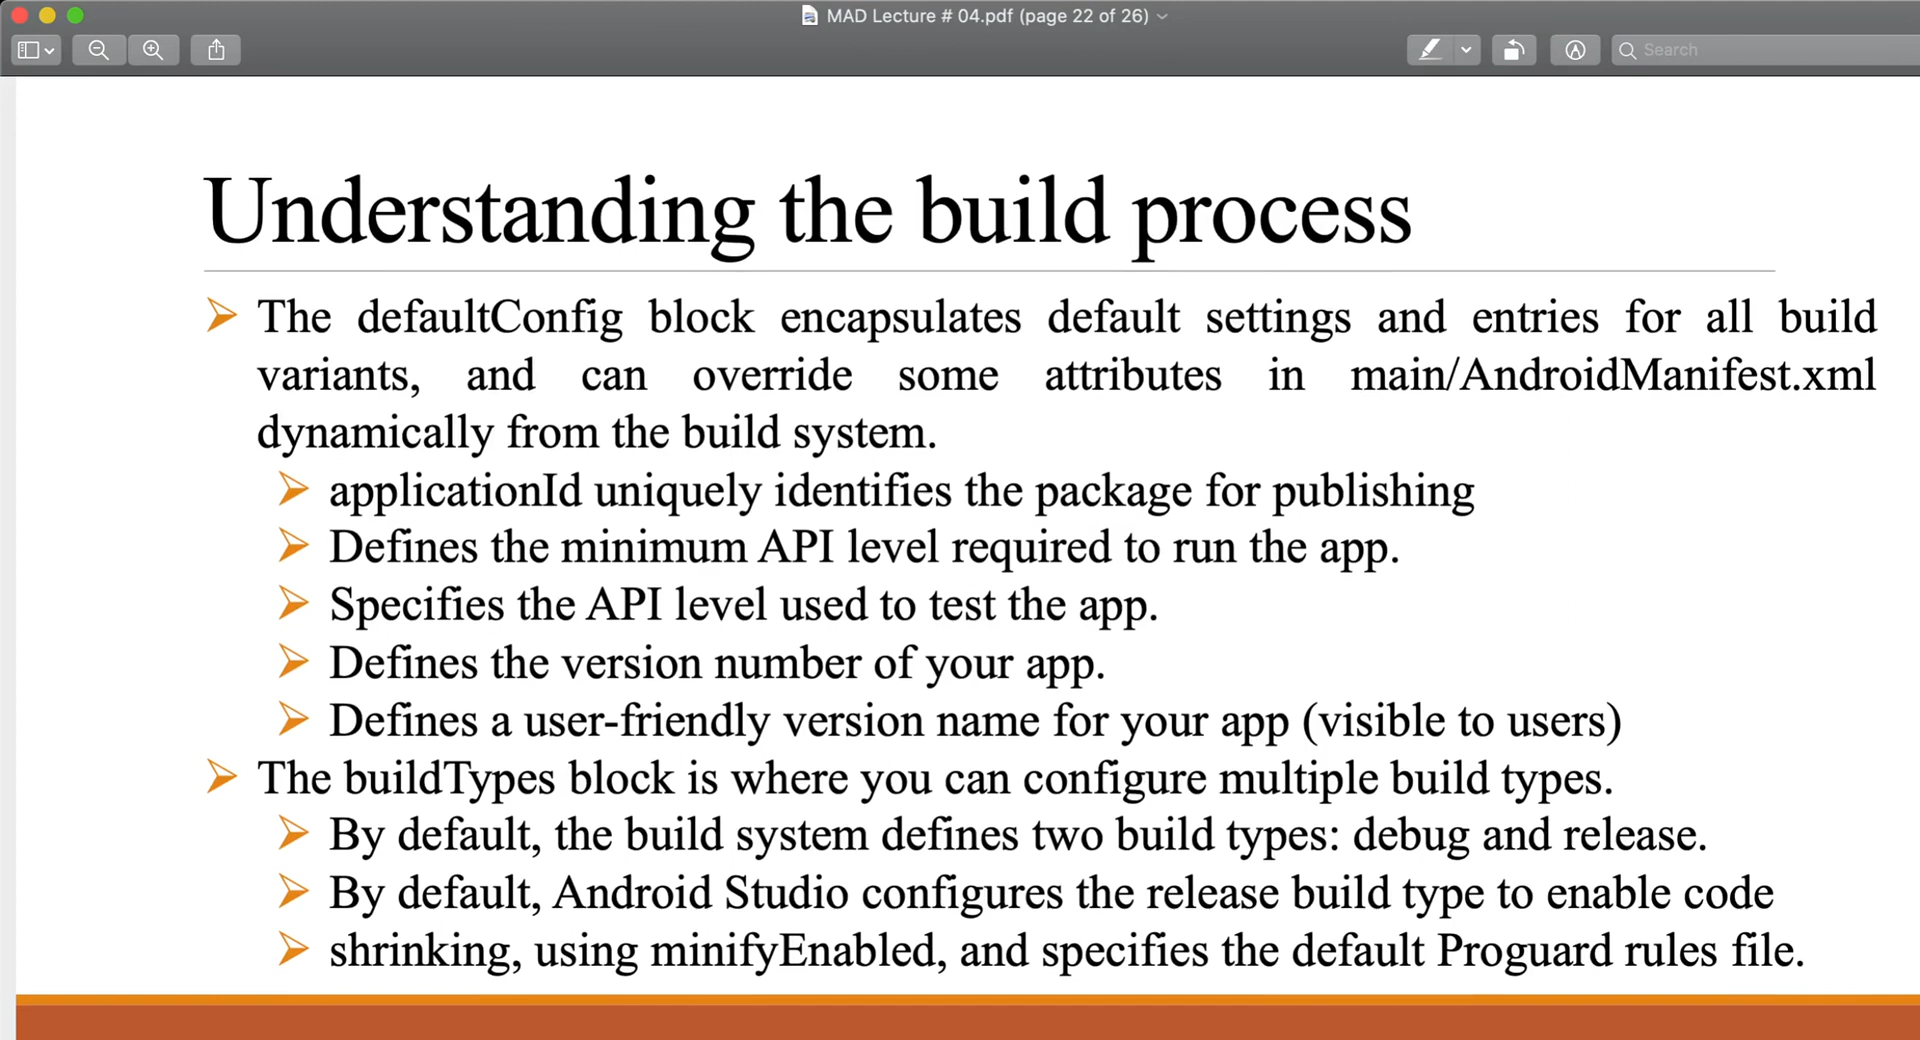 MAD Lecture # 04.pdf (page 22 of 26)
Search
Understanding the build process
The defaultConfig block encapsulates default settings and entries for all build
variants, and can override some attributes in main/AndroidManifest.xml
dynamically from the build system.
applicationId uniquely identifies the package for publishing
Defines the minimum API level required to run the app.
Specifies the API level used to test the app.
Defines the version number of your app.
Defines a user-friendly version name for your app (visible to users)
The buildTypes block is where you can configure multiple build types.
By default, the build system defines two build types: debug and release.
By default, Android Studio configures the release build type to enable code
shrinking, using minifyEnabled, and specifies the default Proguard rules file.